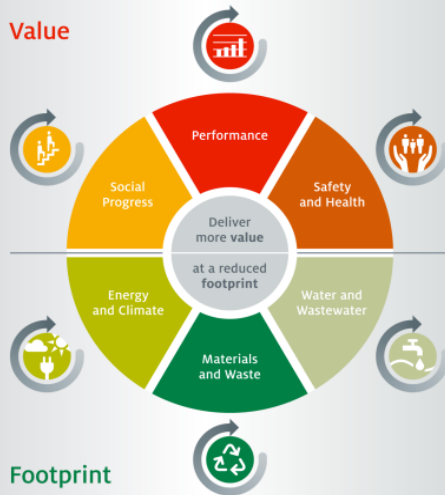 Value
Performance
Social
Progress
Safety
and Health
Deliver
more value
at a reduced
footprint
Energy
and Climate
Water and
Wastewater
Materials
and Waste
Footprint